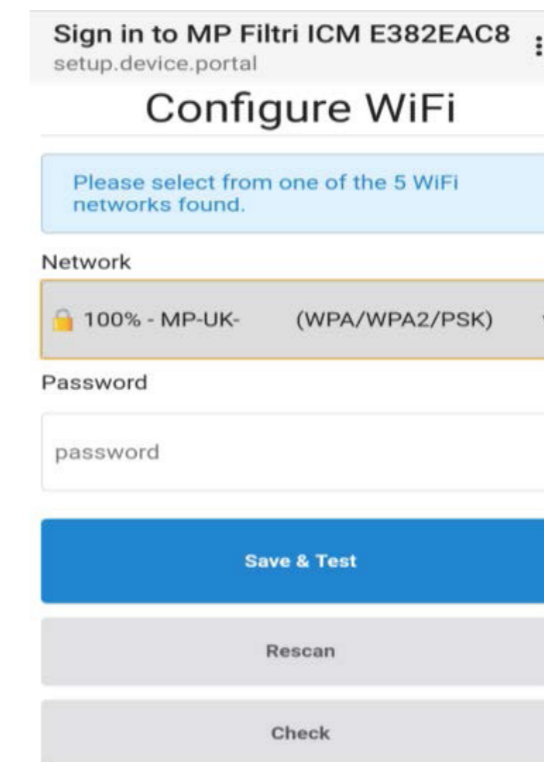 Sign in to MP Filtri ICM E382EAC8
setup.device.portal
Configure WiFi
Please select from one of the 5 WiFi
networks found.
Network
100% - MP-UK- (WPA/WPA2/PSK)
Password
password
Save & Test
Rescan
Check